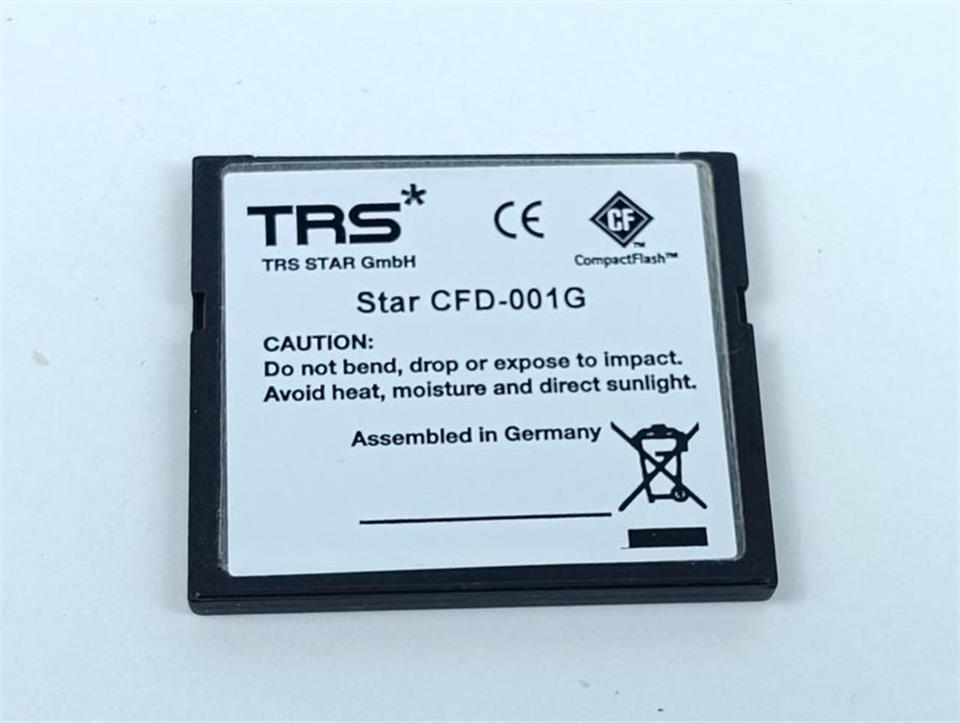 TRS*
TRS STAR GmbH
CE
CF
TM
CompactFlash™
Star CFD-001G
CAUTION:
Do not bend, drop or expose to impact.
Avoid heat, moisture and direct sunlight.
Assembled in Germany